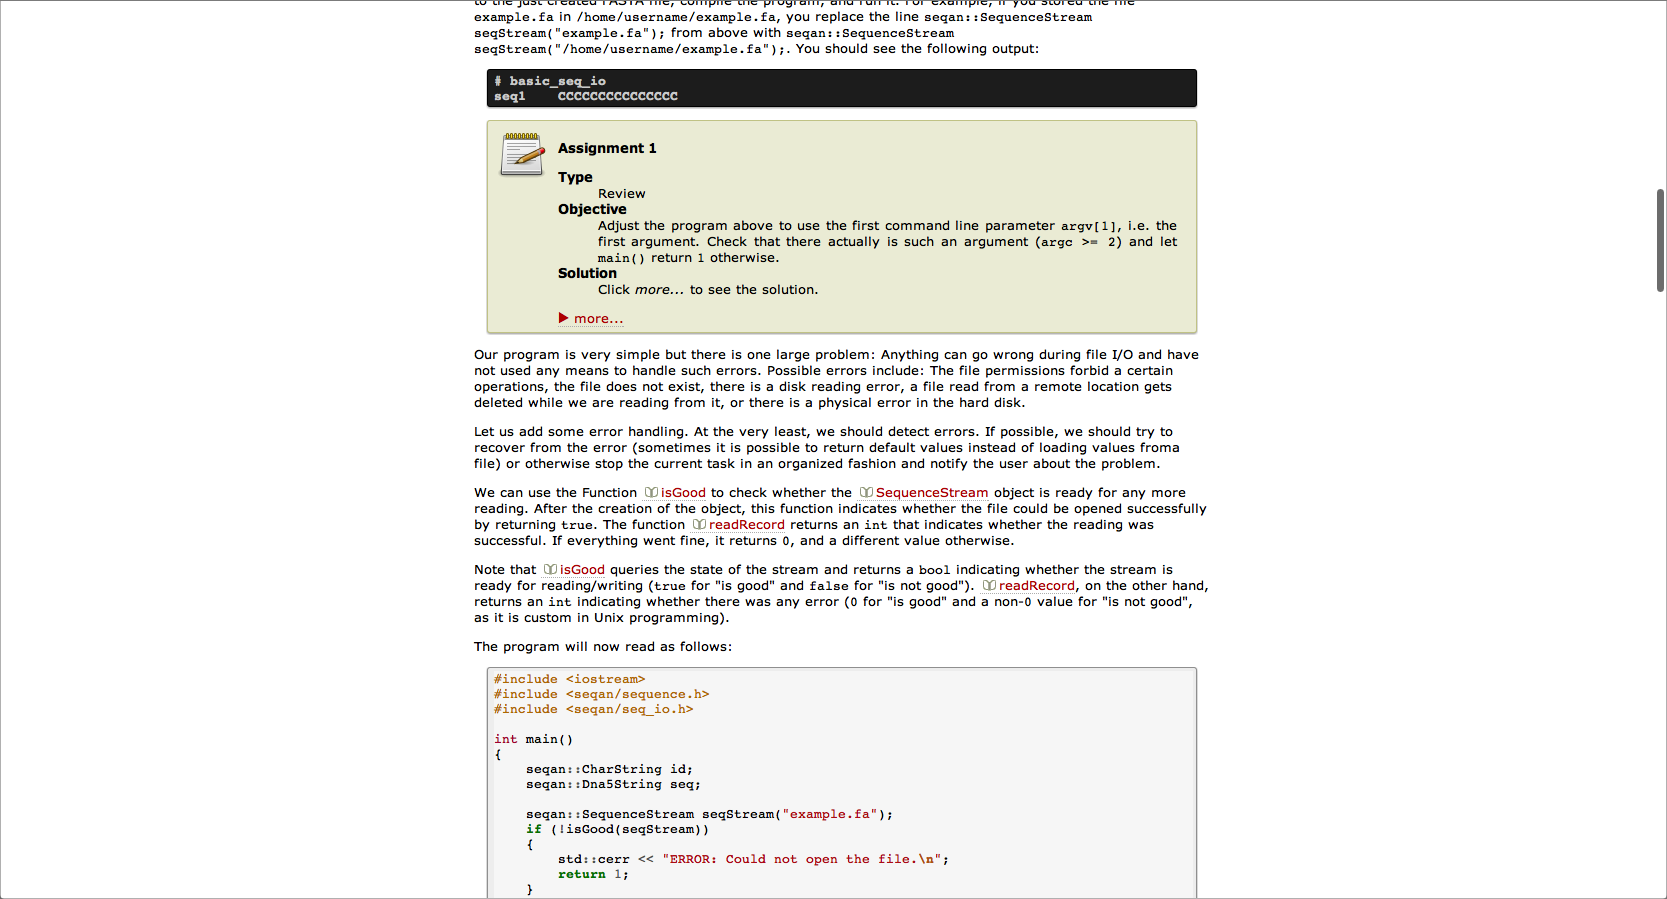 to the just created FASTA file, compile the program, and run it. For example, if you stored the file
example.fa in /home/username/example.fa, you replace the line seqan::SequenceStream
seqStream("example.fa"); from above with seqan::SequenceStream
seqStream("/home/username/example.fa");. You should see the following output:
# basic_seq_io
seq1    CCCCCCCCCCCCCCC
Assignment 1
Type
Review
Objective
Adjust the program above to use the first command line parameter argv[1], i.e. the
first argument. Check that there actually is such an argument (argc >= 2) and let
main() return 1 otherwise.
Solution
Click more... to see the solution.
▶ more...
Our program is very simple but there is one large problem: Anything can go wrong during file I/O and have
not used any means to handle such errors. Possible errors include: The file permissions forbid a certain
operations, the file does not exist, there is a disk reading error, a file read from a remote location gets
deleted while we are reading from it, or there is a physical error in the hard disk.
Let us add some error handling. At the very least, we should detect errors. If possible, we should try to
recover from the error (sometimes it is possible to return default values instead of loading values froma
file) or otherwise stop the current task in an organized fashion and notify the user about the problem.
We can use the Function isGood to check whether the SequenceStream object is ready for any more
reading. After the creation of the object, this function indicates whether the file could be opened successfully
by returning true. The function readRecord returns an int that indicates whether the reading was
successful. If everything went fine, it returns 0, and a different value otherwise.
Note that isGood queries the state of the stream and returns a bool indicating whether the stream is
ready for reading/writing (true for "is good" and false for "is not good"). readRecord, on the other hand,
returns an int indicating whether there was any error (0 for "is good" and a non-0 value for "is not good",
as it is custom in Unix programming).
The program will now read as follows:
#include <iostream>
#include <seqan/sequence.h>
#include <seqan/seq_io.h>
int main()
{
    seqan::CharString id;
    seqan::Dna5String seq;
    seqan::SequenceStream seqStream("example.fa");
    if (!isGood(seqStream))
    {
        std::cerr << "ERROR: Could not open the file.\n";
        return 1;
    }